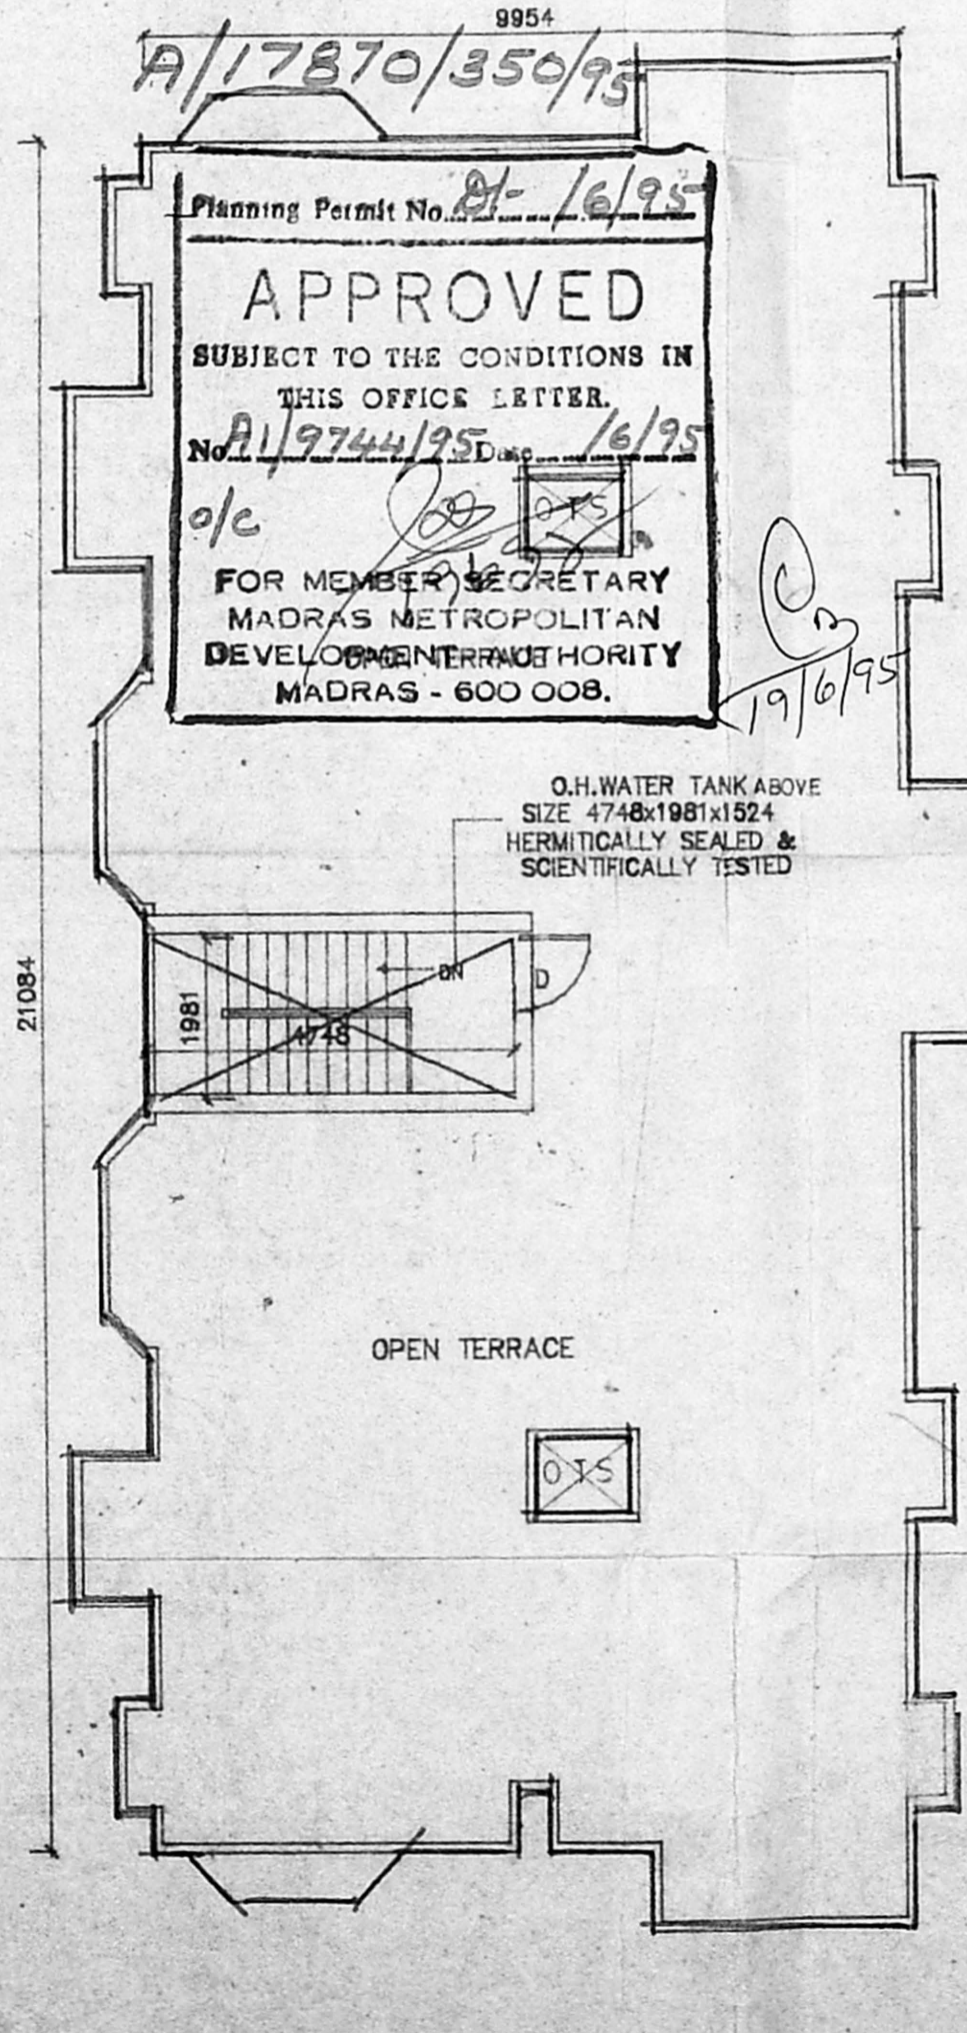 9954
A/17870/350/95
Planning Permit No. /6/95
APPROVED
SUBJECT TO THE CONDITIONS IN
THIS OFFICE LETTER.
No. A1/9744/95 Date /6/95
o/c
OTS
FOR MEMBER SECRETARY
MADRAS METROPOLITAN
DEVELOPMENT AUTHORITY
OPEN TERRACE
MADRAS - 600 008.
19/6/95
O.H.WATER TANK ABOVE
SIZE 4748x1981x1524
HERMITICALLY SEALED &
SCIENTIFICALLY TESTED
21084
1981
DN
D
4748
OPEN TERRACE
OTS